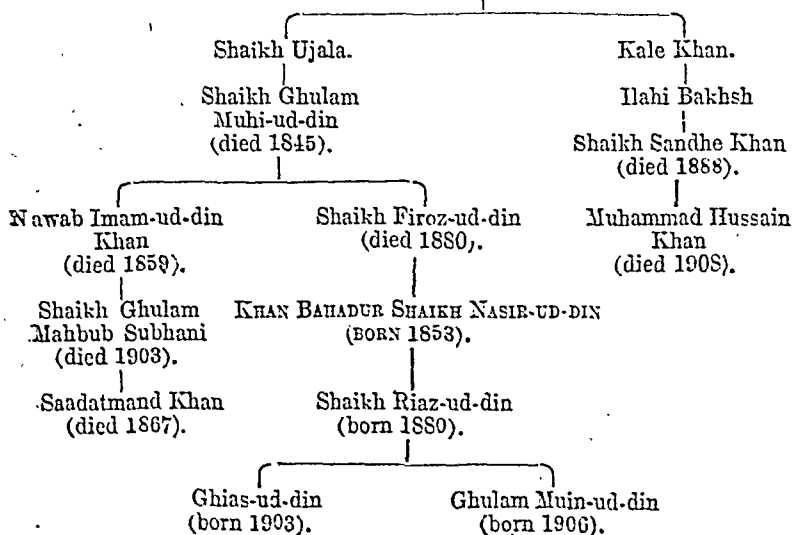 Shaikh Ujala. Kale Khan.
Shaikh Ghulam Muhi-ud-din (died 1845). Ilahi Bakhsh
Shaikh Sandhe Khan (died 1888).
Nawab Imam-ud-din Khan (died 1859). Shaikh Firoz-ud-din (died 1880). Muhammad Hussain Khan (died 1908).
Shaikh Ghulam Mahbub Subhani (died 1903). KHAN BAHADUR SHAIKH NASIR-UD-DIN (BORN 1853).
Saadatmand Khan (died 1867). Shaikh Riaz-ud-din (born 1880).
Ghias-ud-din (born 1903). Ghulam Muin-ud-din (born 1906).